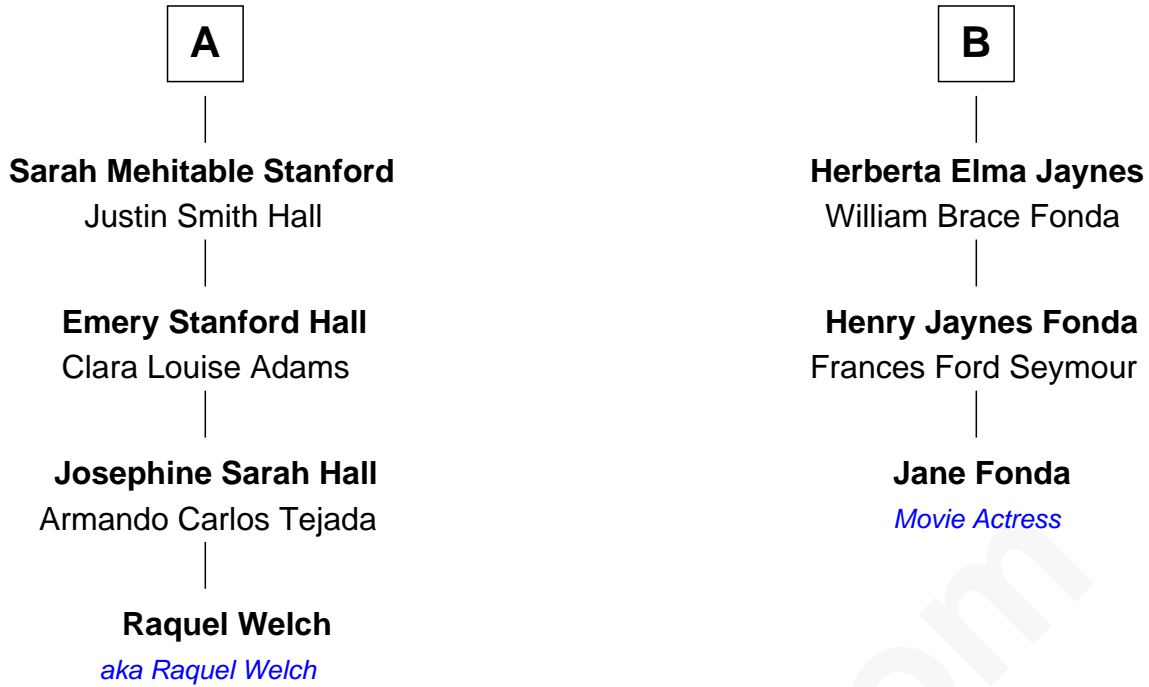 A
B
Sarah Mehitable Stanford
Justin Smith Hall
Herberta Elma Jaynes
William Brace Fonda
Emery Stanford Hall
Clara Louise Adams
Henry Jaynes Fonda
Frances Ford Seymour
Josephine Sarah Hall
Armando Carlos Tejada
Jane Fonda
Movie Actress
Raquel Welch
aka Raquel Welch
om